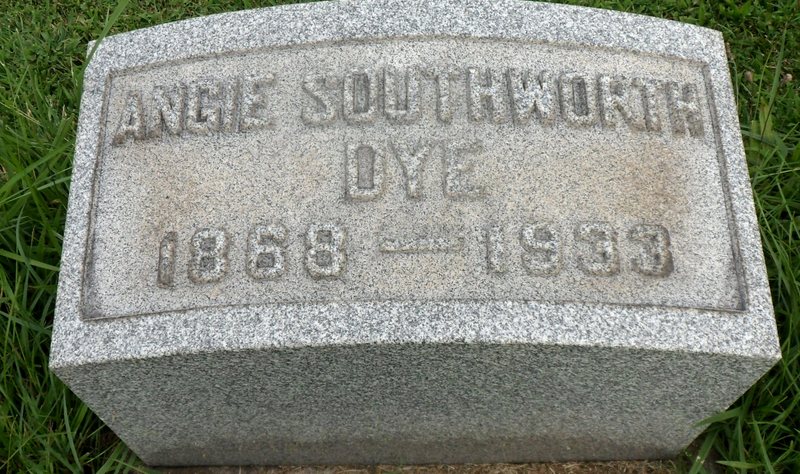 ANGIE SOUTHWORTH
DYE
1868 — 1933